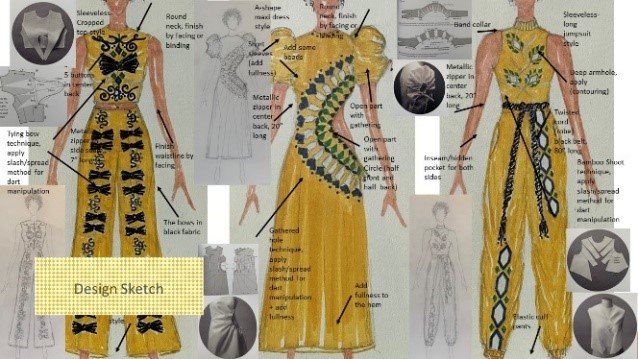 Sleeveless-
Cropped
top style
Round
neck, finish
by facing or
binding
5 buttons
in center
back
Tying bow
technique,
apply
slash/spread
method for
dart
manipulation
Metallic
zipper
side
7" long
Finish
waistline by
facing
The bows in
black fabric
style
Design Sketch
A-shape
maxi dress
style
Short
(add
fullness)
Add some
beads
Round
neck, finish
by facing or
binding
Metallic
zipper in
center
back, 20"
long
Open part
with
gathering
Open part
with
gathering
Circle (half
front and
half back)
Gathered
hole
technique,
apply
slash/spread
method for
dart
manipulation
+ add
fullness
Add
fullness to
the hem
Band collar
Sleeveless-
long
jumpsuit
style
Metallic
zipper in
center
back, 20"
long
Deep armhole,
apply
(contouring)
Twisted
cord
black belt,
80" long
Inseam/hidden
pocket for both
sides
Bamboo Shoot
technique,
apply
slash/spread
method for
dart
manipulation
Elastic cuff
pants